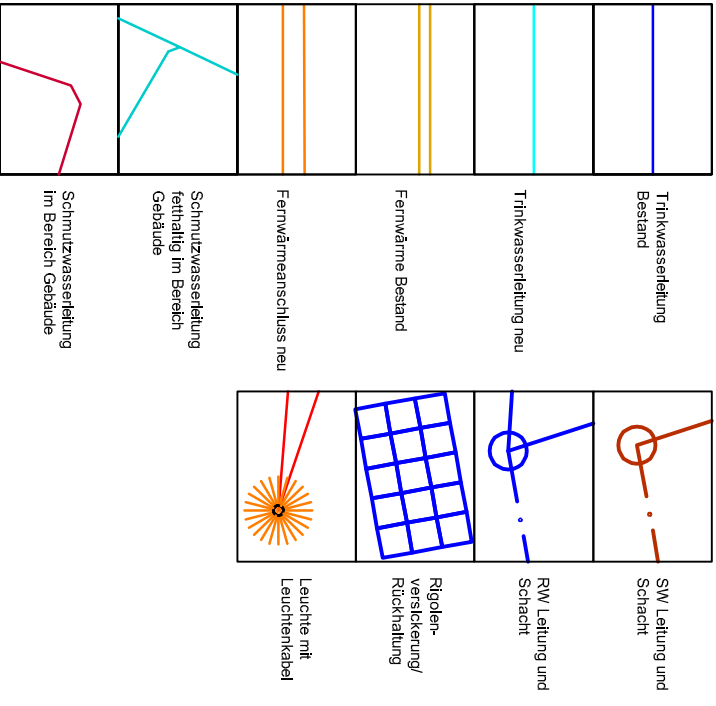 Trinkwasserleitung
Bestand
Trinkwasserleitung neu
Fernwärme Bestand
Fernwärmeanschluss neu
Schmutzwasserleitung
fetthaltig im Bereich
Gebäude
Schmutzwasserleitung
im Bereich Gebäude
SW Leitung und
Schacht
RW Leitung und
Schacht
Rigolen-
versickerung/
Rückhaltung
Leuchte mit
Leuchtenkabel